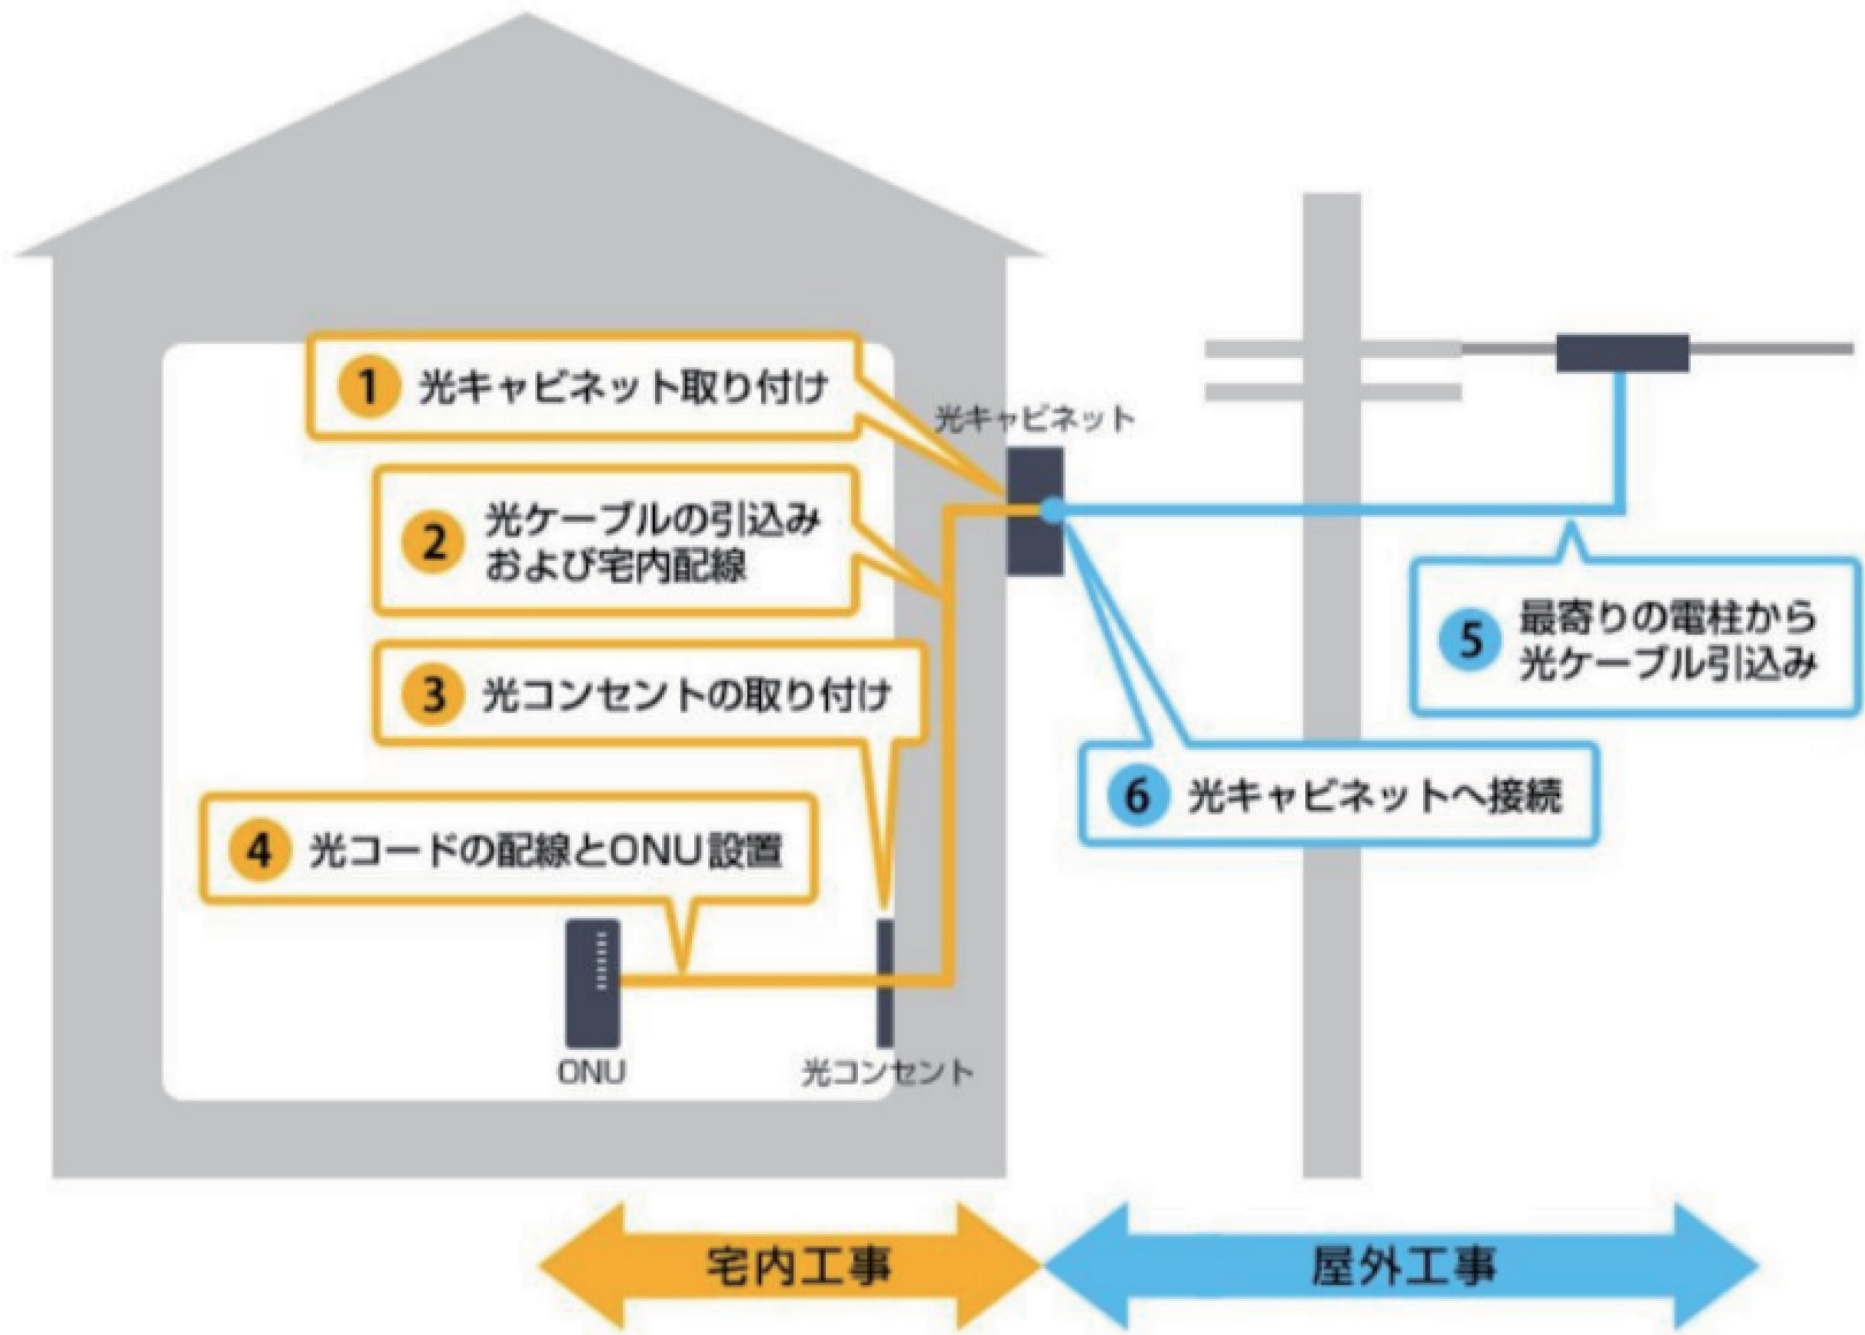 1 光キャビネット取り付け
光キャビネット
2 光ケーブルの引込み
および宅内配線
3 光コンセントの取り付け
4 光コードの配線とONU設置
ONU
光コンセント
5 最寄りの電柱から
光ケーブル引込み
6 光キャビネットへ接続
宅内工事
屋外工事